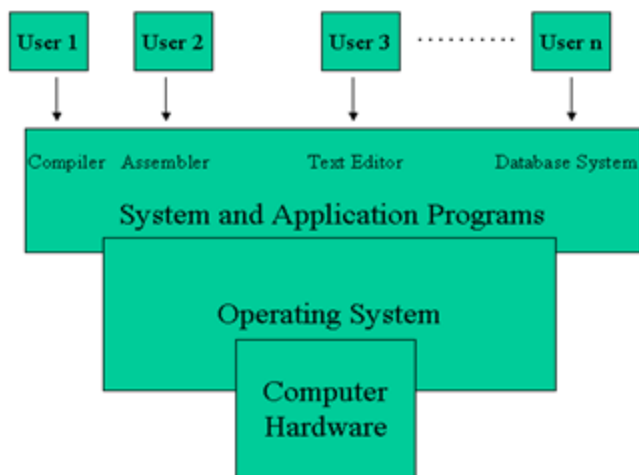 User 1 User 2 User 3 .......... User n
Compiler Assembler Text Editor Database System
System and Application Programs
Operating System
Computer
Hardware